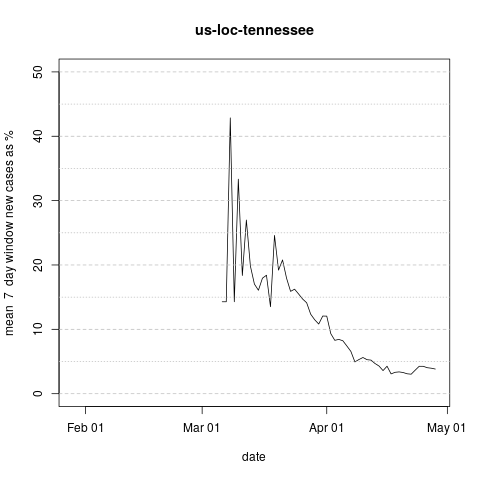 us-loc-tennessee
mean 7 day window new cases as %
50
40
30
20
10
0
Feb 01
Mar 01
Apr 01
May 01
date